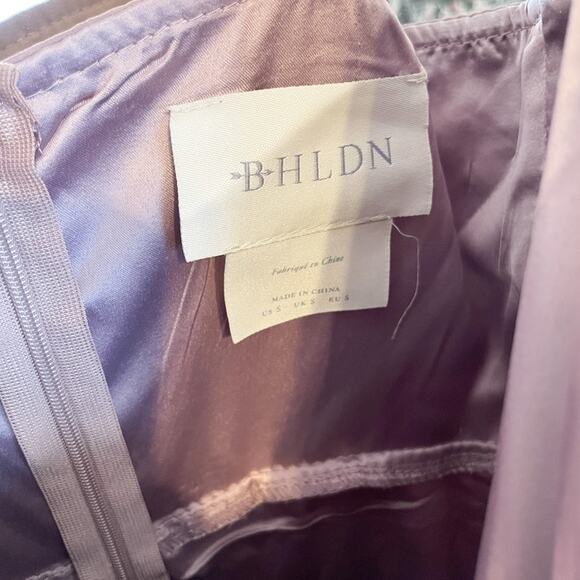 BHLDN
Fabriqué en Chine
MADE IN CHINA
US S UK S EU S